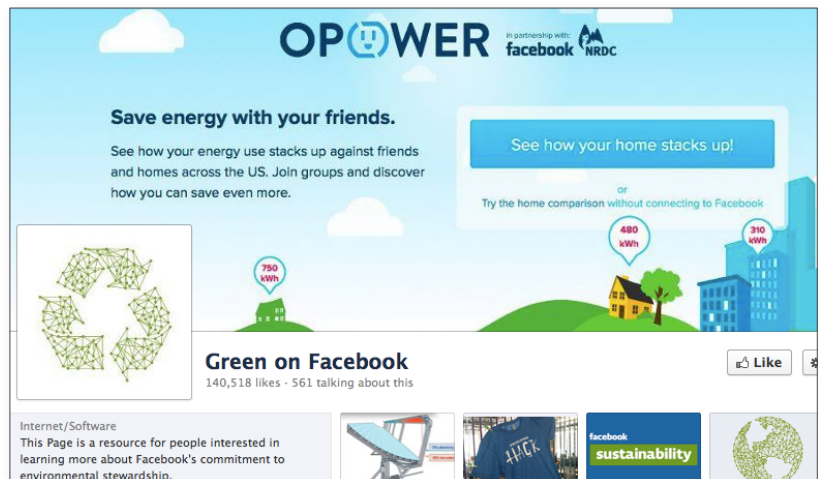 OPOWER
in partnership with:
facebook
NRDC
Save energy with your friends.
See how your energy use stacks up against friends
and homes across the US. Join groups and discover
how you can save even more.
See how your home stacks up!
or
Try the home comparison without connecting to Facebook
750
kWh
480
kWh
310
kWh
Green on Facebook
140,518 likes · 561 talking about this
Like
Internet/Software
This Page is a resource for people interested in
learning more about Facebook's commitment to
environmental stewardship.
HACK
facebook
sustainability